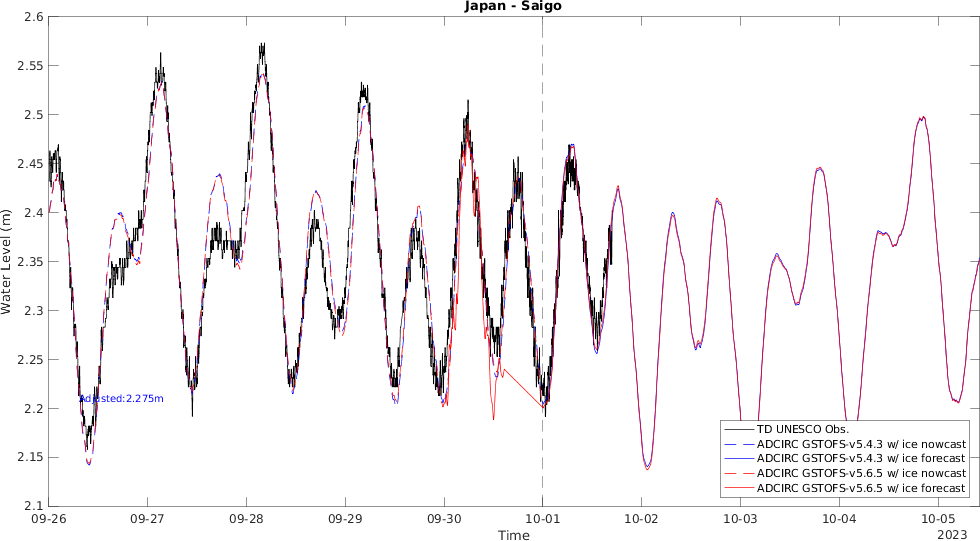 Japan - Saigo
2.6
2.55
2.5
2.45
2.4
2.35
2.3
2.25
2.2
2.15
2.1
Water Level (m)
Adjusted:2.275m
TD UNESCO Obs.
ADCIRC GSTOFS-v5.4.3 w/ ice nowcast
ADCIRC GSTOFS-v5.4.3 w/ ice forecast
ADCIRC GSTOFS-v5.6.5 w/ ice nowcast
ADCIRC GSTOFS-v5.6.5 w/ ice forecast
09-26 09-27 09-28 09-29 09-30 10-01 10-02 10-03 10-04 10-05
Time
2023